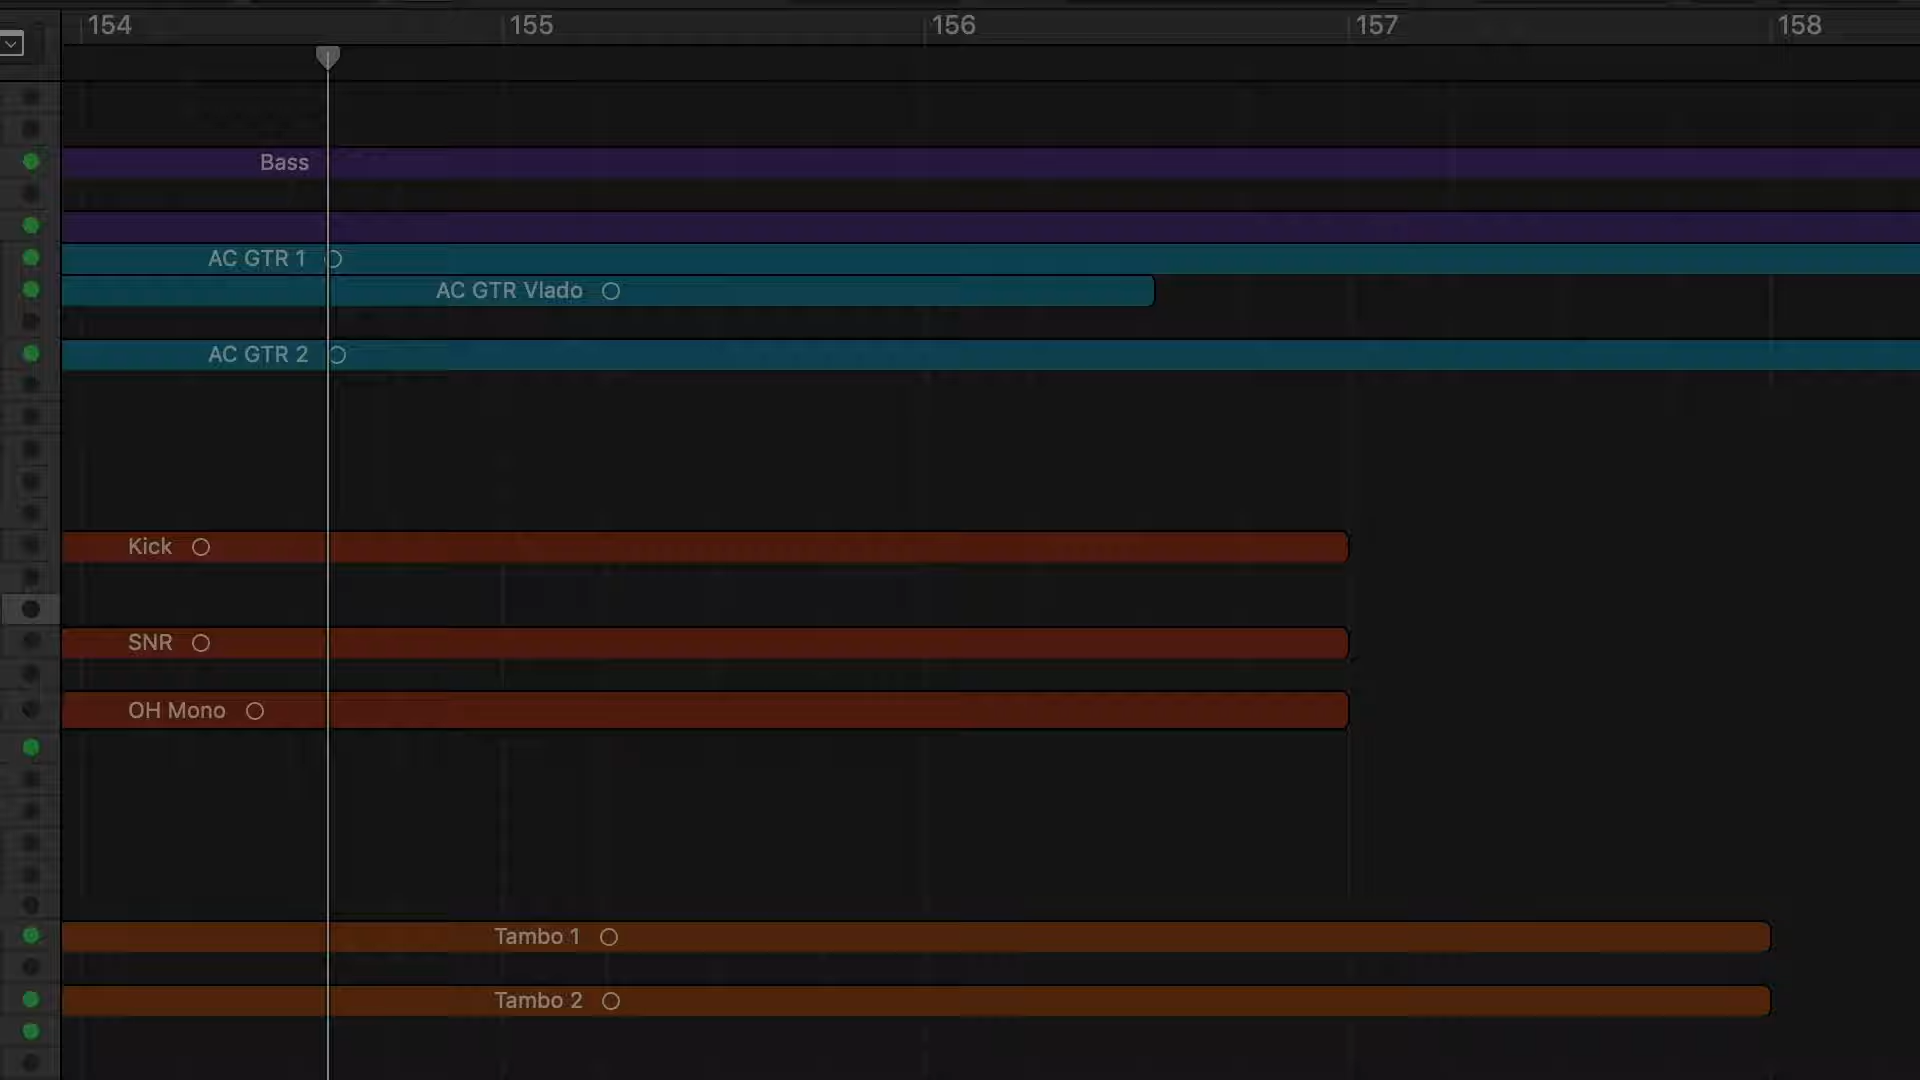 154 155 156 157 158
Bass
AC GTR 1
AC GTR Vlado
AC GTR 2
Kick
SNR
OH Mono
Tambo 1
Tambo 2